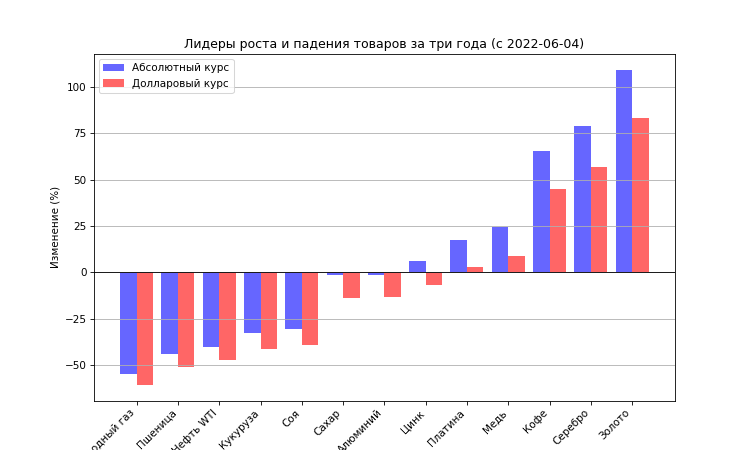 Лидеры роста и падения товаров за три года (с 2022-06-04)
Абсолютный курс
Долларовый курс
Изменение (%)
100
75
50
25
0
−25
−50
одный газ
Пшеница
Нефть WTI
Кукуруза
Соя
Сахар
Алюминий
Цинк
Платина
Медь
Кофе
Серебро
Золото